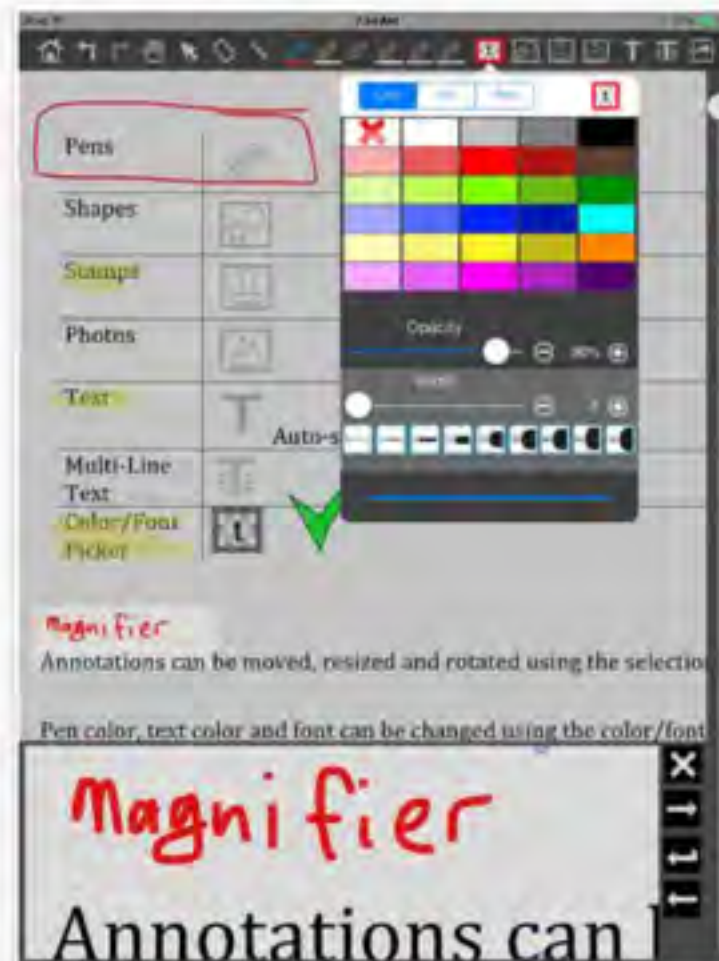 Pens
Shapes
Stamps
Photos
Text
Auto-s
Multi-Line
Text
Color/Font
Picker
Opacity
magnifier
Annotations can be moved, resized and rotated using the selection
Pen color, text color and font can be changed using the color/font
Magnifier
Annotations can